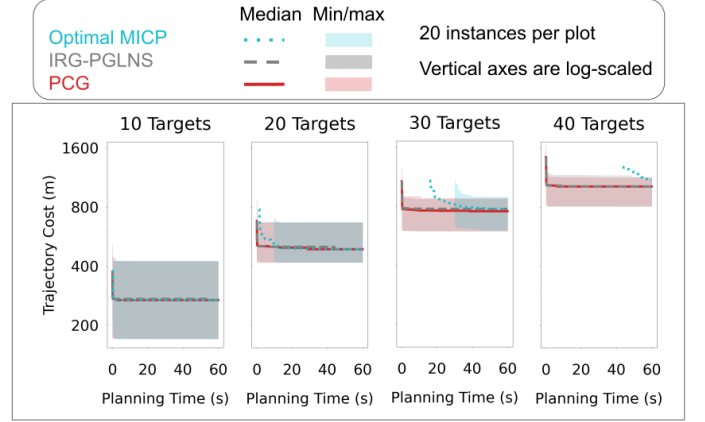 Median Min/max
Optimal MICP
IRG-PGLNS
PCG
20 instances per plot
Vertical axes are log-scaled
10 Targets
20 Targets
30 Targets
40 Targets
Trajectory Cost (m)
1600
800
400
200
0 20 40 60
0 20 40 60
0 20 40 60
0 20 40 60
Planning Time (s)
Planning Time (s)
Planning Time (s)
Planning Time (s)